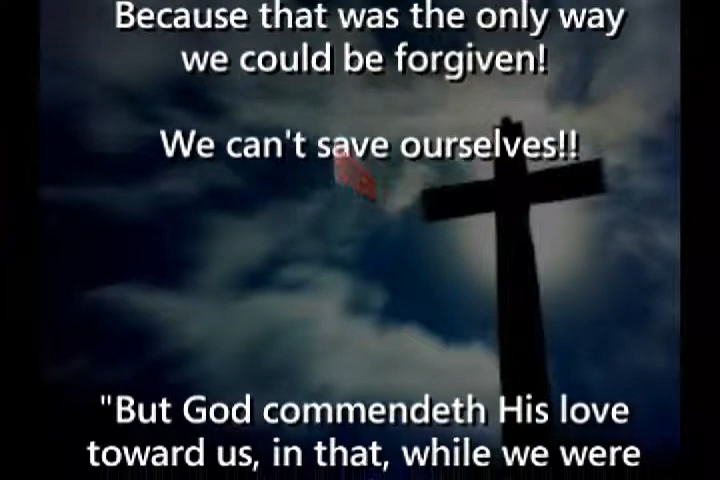 Because that was the only way
we could be forgiven!
We can't save ourselves!!
"But God commendeth His love
toward us, in that, while we were